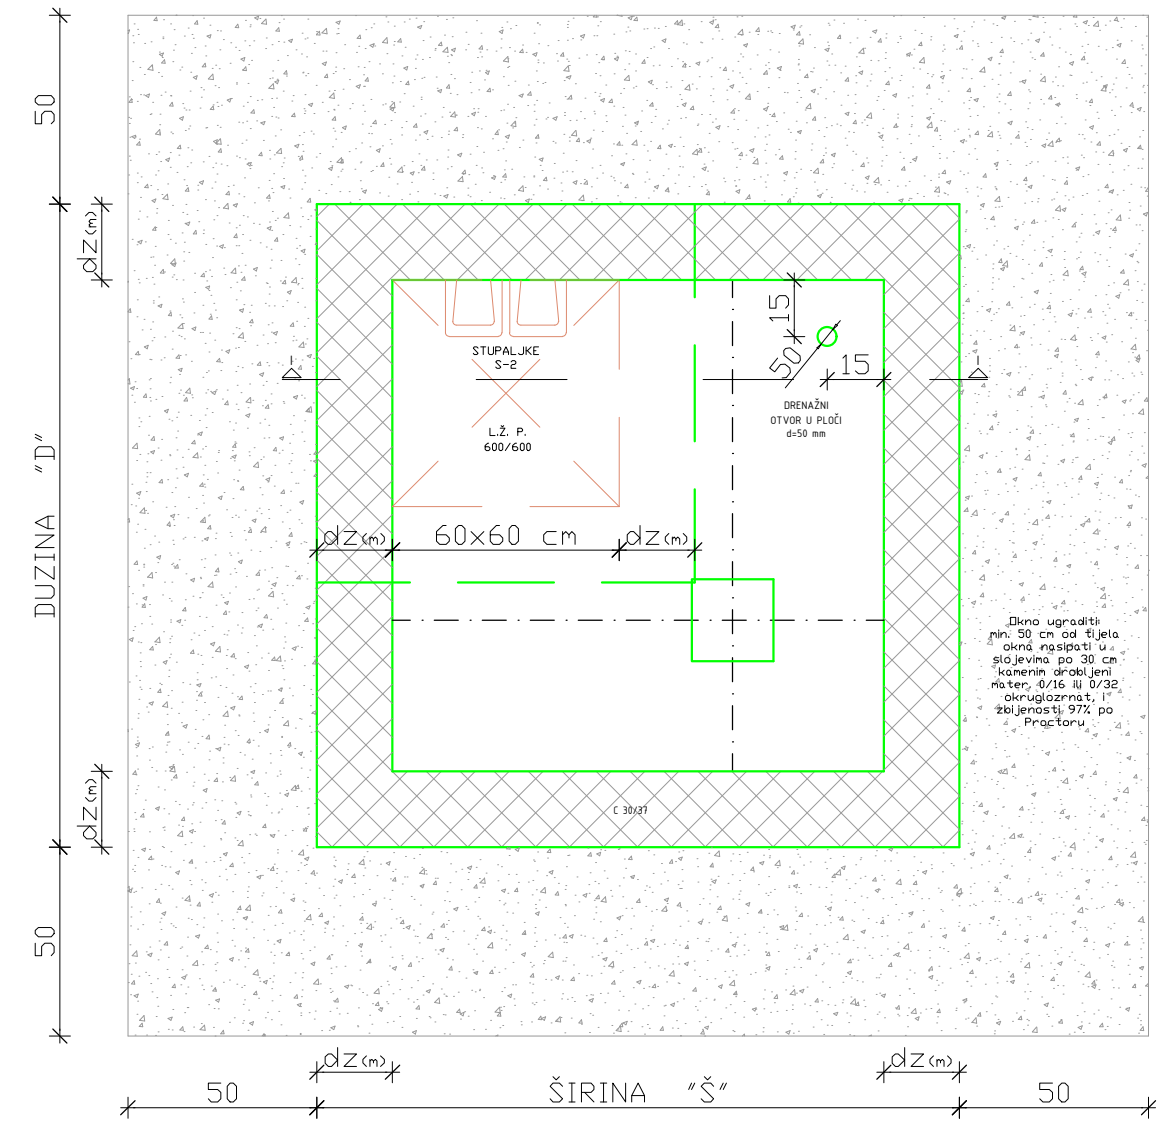 50
dz(m)
15
50
15
STUPALJKE
S-2
DRENAŽNI
OTVOR U PLOČI
d=50 mm
L.Ž. P.
600/600
DUZINA "D"
dz(m)
60x60 cm
dz(m)
Okno ugraditi:
min. 50 cm od tijela
okna nasipati u
slojevima po 30 cm
kamenim drobljeni
mater. 0/16 ili 0/32
okruglozrnat, i
zbijenosti 97% po
Proctoru
dz(m)
C 30/37
50
dz(m)
dz(m)
50
ŠIRINA "Š"
50